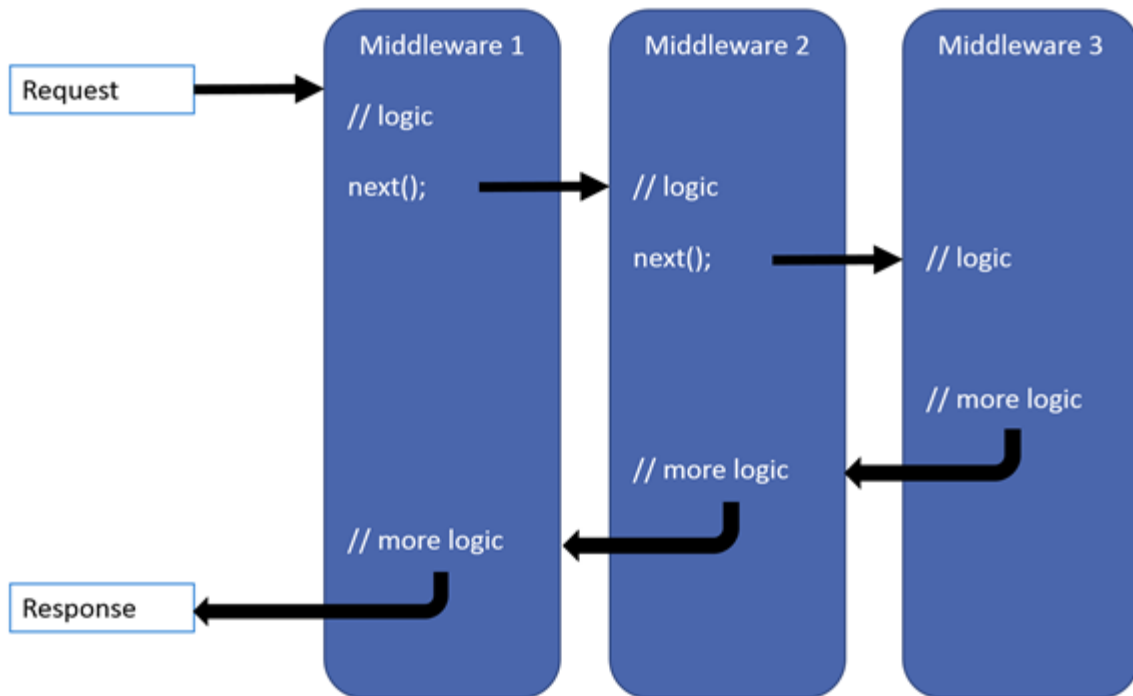 Middleware 1
Middleware 2
Middleware 3
Request
// logic
next();
// logic
next();
// logic
// more logic
// more logic
// more logic
Response